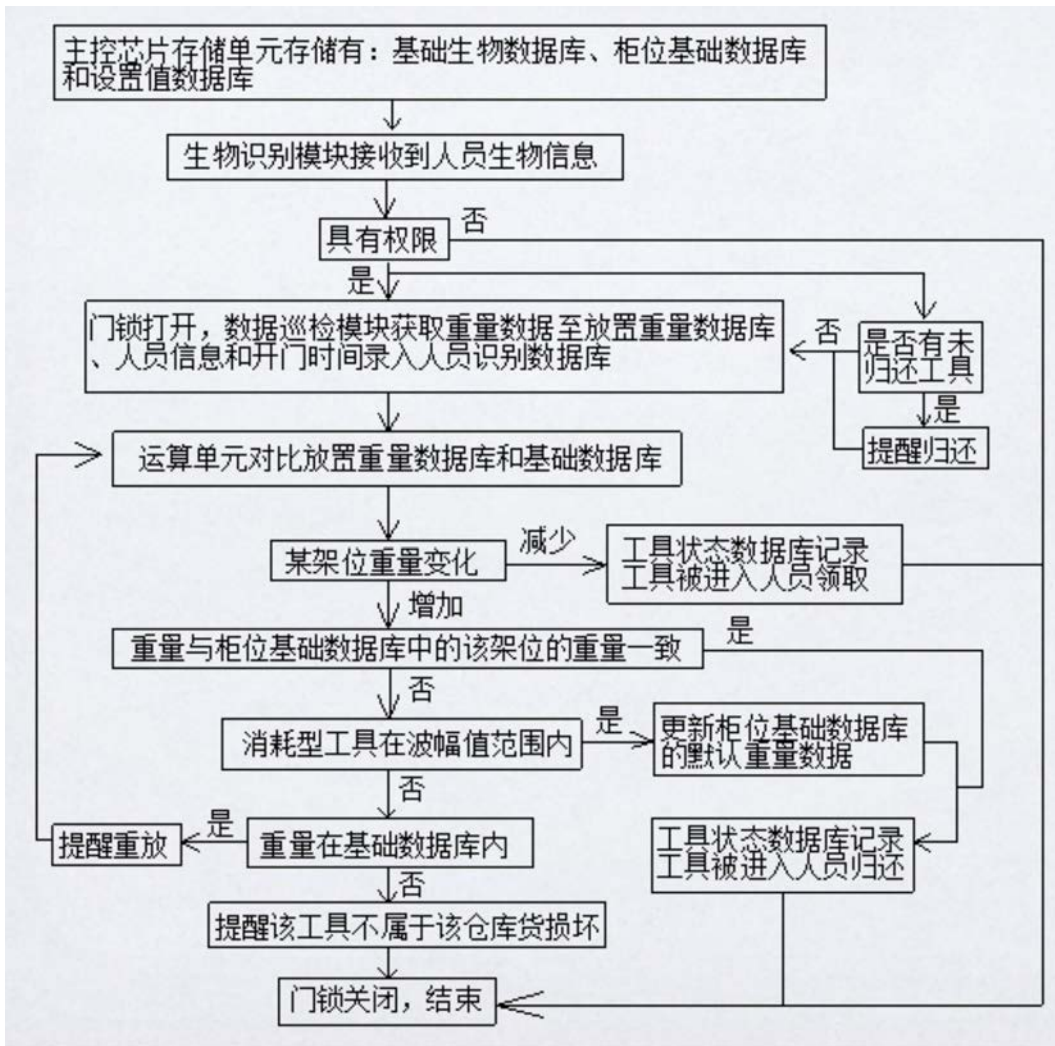 主控芯片存储单元存储有：基础生物数据库、柜位基础数据库
和设置值数据库
生物识别模块接收到人员生物信息
否
具有权限
是
门锁打开，数据巡检模块获取重量数据至放置重量数据库
、人员信息和开门时间录入人员识别数据库
否
是否有未
归还工具
是
提醒归还
运算单元对比放置重量数据库和基础数据库
某架位重量变化
减少
工具状态数据库记录
工具被进入人员领取
增加
重量与柜位基础数据库中的该架位的重量一致
是
否
消耗型工具在波幅值范围内
是
更新柜位基础数据库
的默认重量数据
否
提醒重放
是
重量在基础数据库内
工具状态数据库记录
工具被进入人员归还
否
提醒该工具不属于该仓库货损坏
门锁关闭，结束